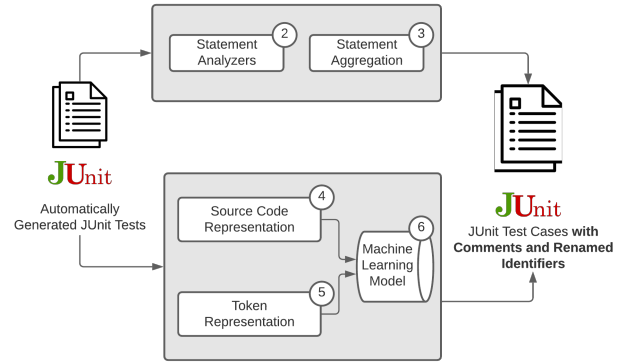 2
Statement
Analyzers
3
Statement
Aggregation
JUnit
Automatically
Generated JUnit Tests
4
Source Code
Representation
5
Token
Representation
6
Machine
Learning
Model
JUnit
JUnit Test Cases with
Comments and Renamed
Identifiers